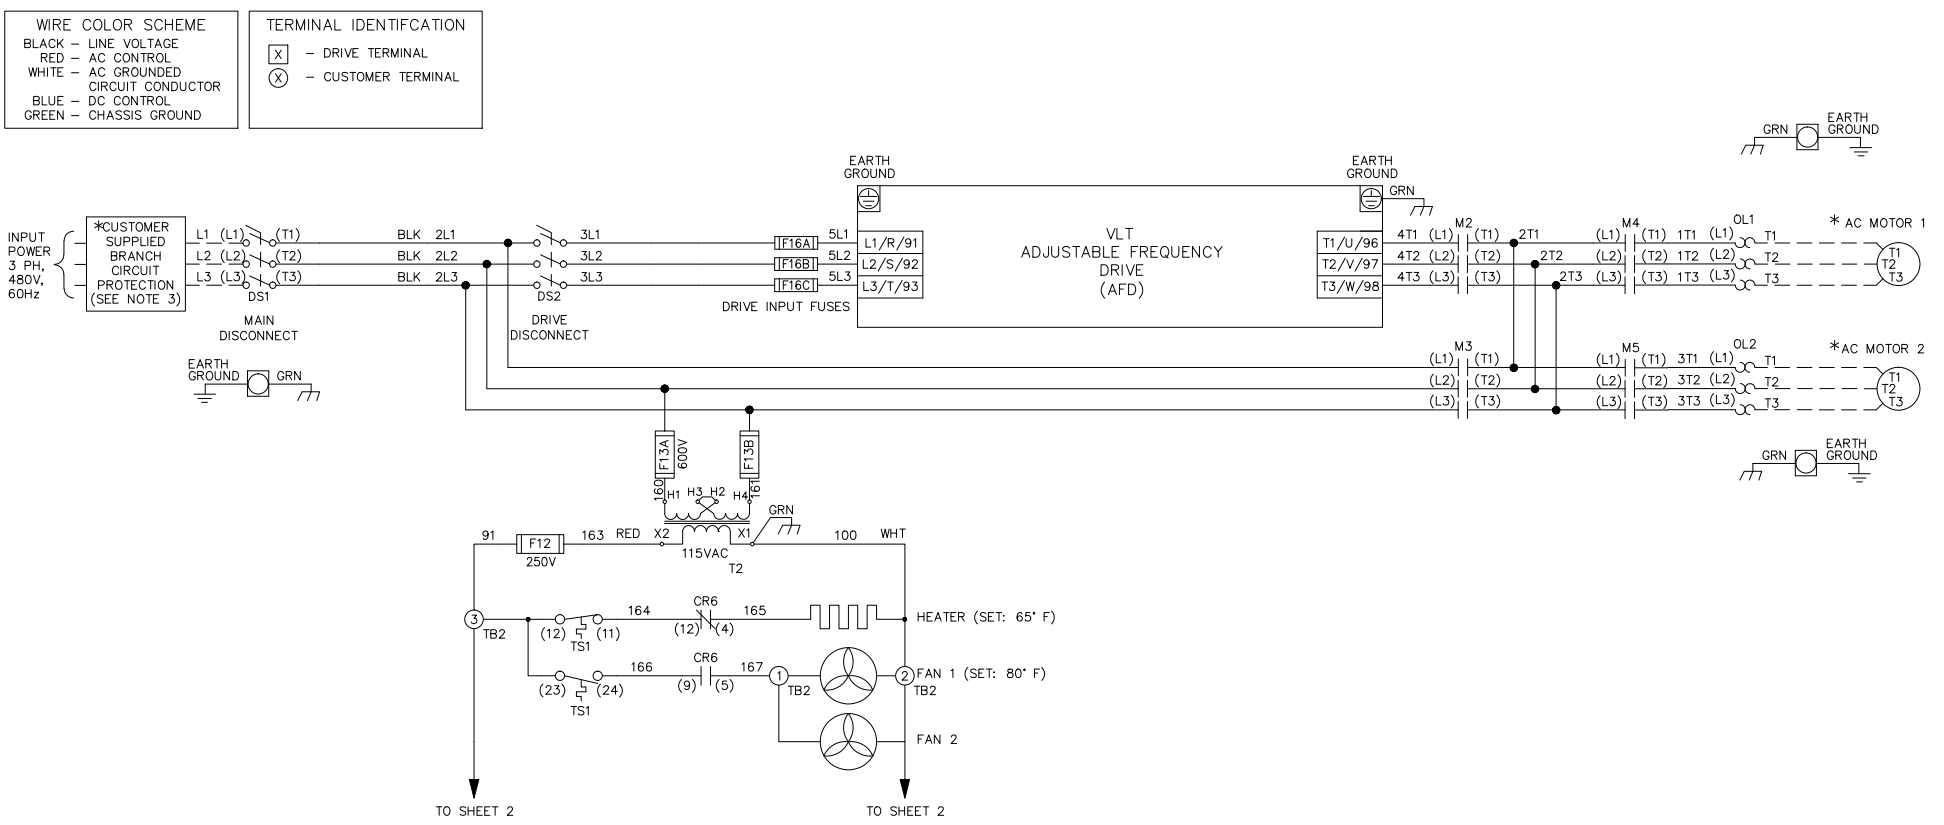 WIRE COLOR SCHEME
BLACK – LINE VOLTAGE
RED – AC CONTROL
WHITE – AC GROUNDED
CIRCUIT CONDUCTOR
BLUE – DC CONTROL
GREEN – CHASSIS GROUND
TERMINAL IDENTIFCATION
X – DRIVE TERMINAL
X – CUSTOMER TERMINAL
GRN
EARTH
GROUND
EARTH
GROUND
EARTH
GROUND
GRN
INPUT
POWER
3 PH,
480V,
60Hz
*CUSTOMER
SUPPLIED
BRANCH
CIRCUIT
PROTECTION
(SEE NOTE 3)
L1 (L1) (T1) BLK 2L1 3L1 F16A 5L1 L1/R/91
L2 (L2) (T2) BLK 2L2 3L2 F16B 5L2 L2/S/92
L3 (L3) (T3) BLK 2L3 3L3 F16C 5L3 L3/T/93
DS1
DS2
MAIN
DISCONNECT
DRIVE
DISCONNECT
DRIVE INPUT FUSES
VLT
ADJUSTABLE FREQUENCY
DRIVE
(AFD)
M2 M4 OL1 * AC MOTOR 1
T1/U/96 4T1 (L1) (T1) 2T1 (L1) (T1) 1T1 (L1) T1
T2/V/97 4T2 (L2) (T2) 2T2 (L2) (T2) 1T2 (L2) T2
T3/W/98 4T3 (L3) (T3) 2T3 (L3) (T3) 1T3 (L3) T3
T1
T2
T3
EARTH
GROUND
GRN
M3 M5 OL2 *AC MOTOR 2
(L1) (T1) (L1) (T1) 3T1 (L1) T1
(L2) (T2) (L2) (T2) 3T2 (L2) T2
(L3) (T3) (L3) (T3) 3T3 (L3) T3
T1
T2
T3
GRN
EARTH
GROUND
F13A
600V
F13B
160
161
H1 H3 H2 H4
GRN
91 F12 163 RED X2 X1 100 WHT
250V
115VAC
T2
3
TB2
164 CR6 165
(12) (11) (12) (4)
TS1
HEATER (SET: 65° F)
166 CR6 167
(23) (24) (9) (5)
TS1
1
TB2
2
TB2
FAN 1 (SET: 80° F)
FAN 2
TO SHEET 2
TO SHEET 2